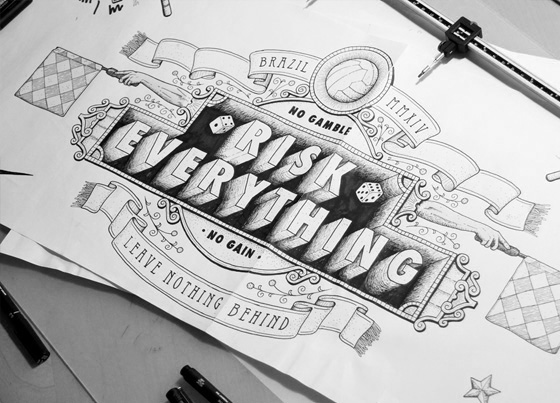 BRAZIL
MMXIV
NO GAMBLE
RISK
EVERYTHING
· NO GAIN ·
LEAVE NOTHING BEHIND